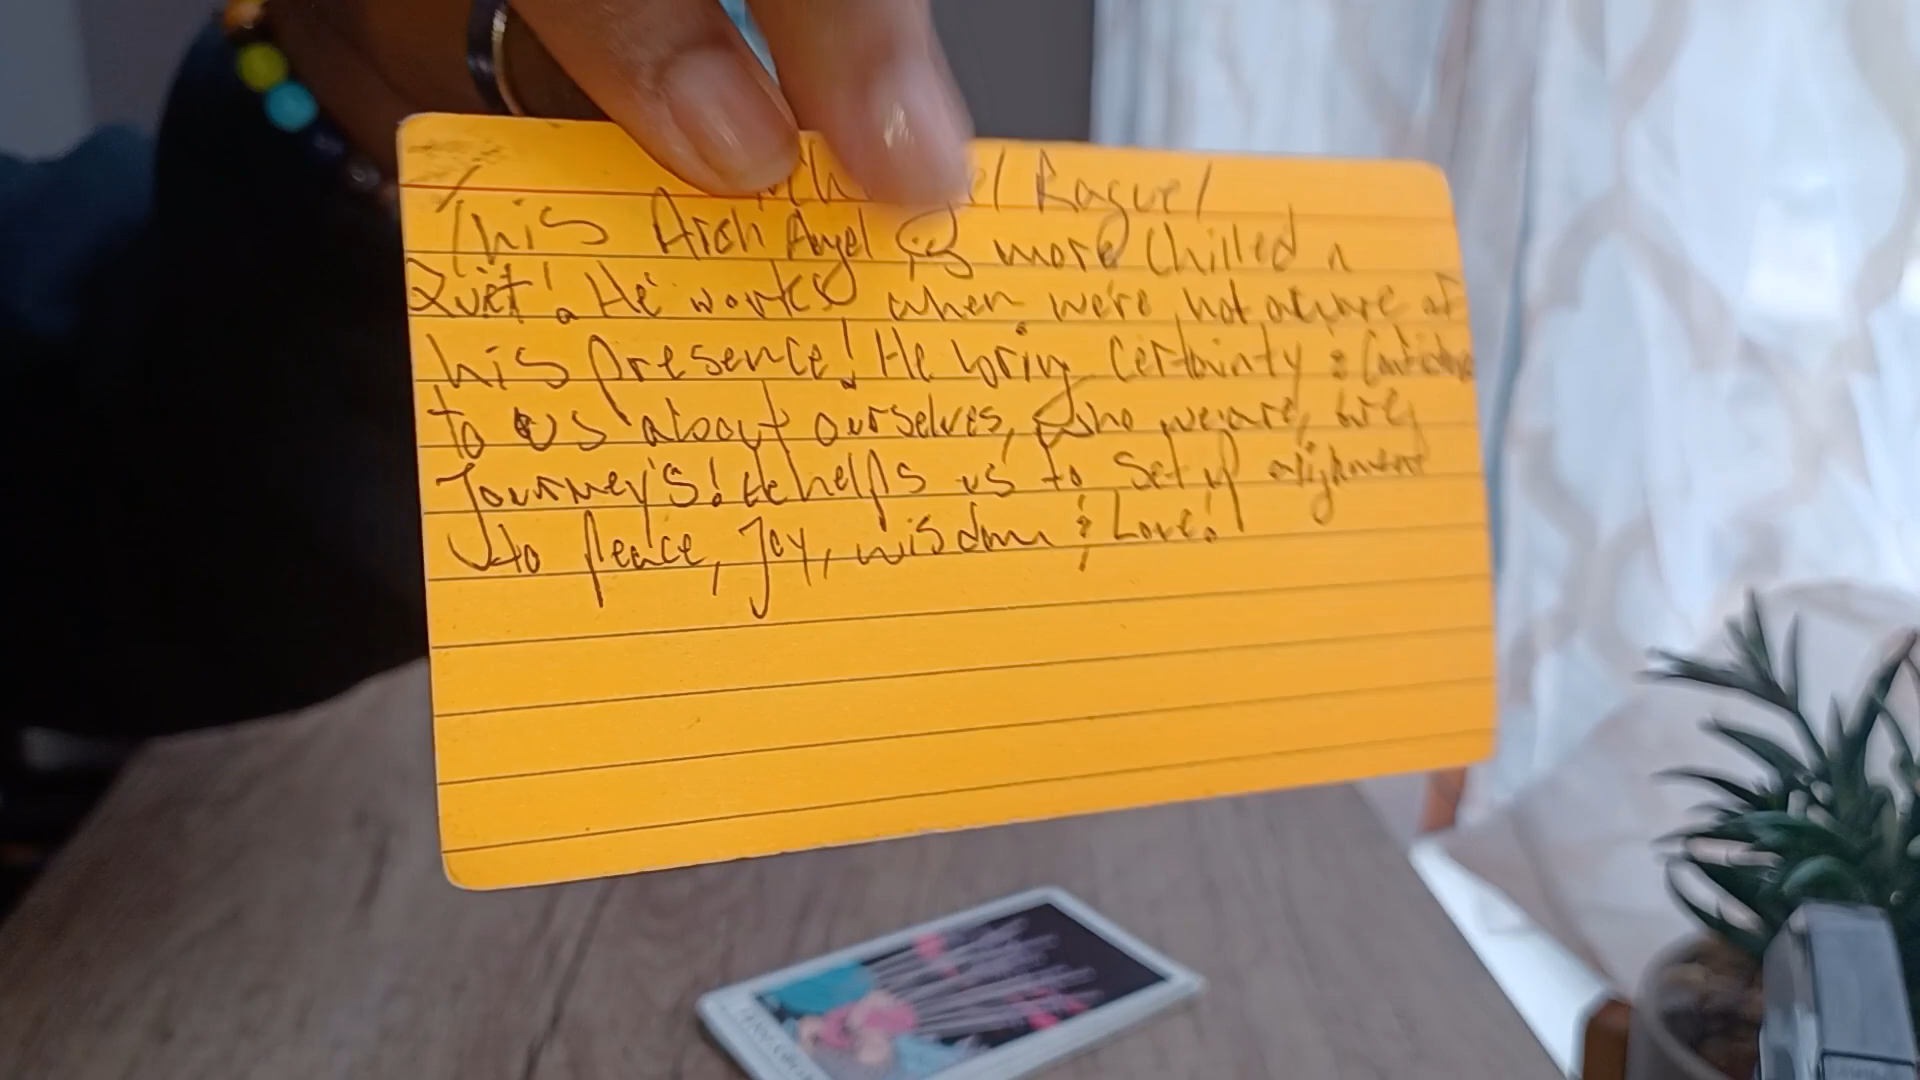 Raguel
This Arch Angel is more chilled n
Quiet! He works when we're not aware of
his presence! He bring Certainty & Confidence
to us about ourselves, who we are,
Journey's! He helps us to set up alignment
to Peace, Joy, wisdom & Love!